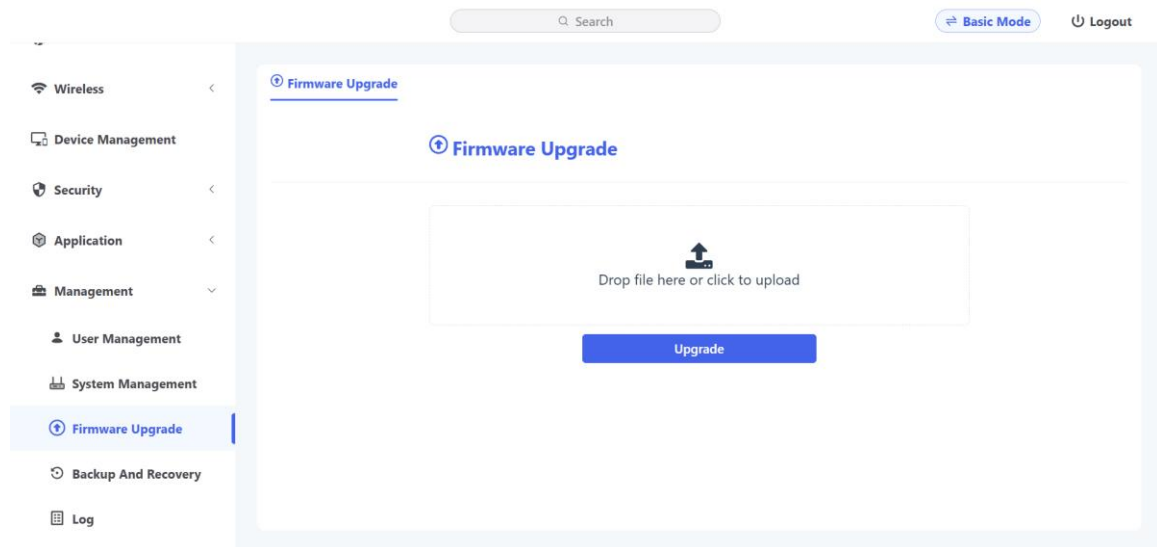 Search
Basic Mode
Logout
Wireless
Device Management
Security
Application
Management
User Management
System Management
Firmware Upgrade
Backup And Recovery
Log
Firmware Upgrade
Firmware Upgrade
Drop file here or click to upload
Upgrade